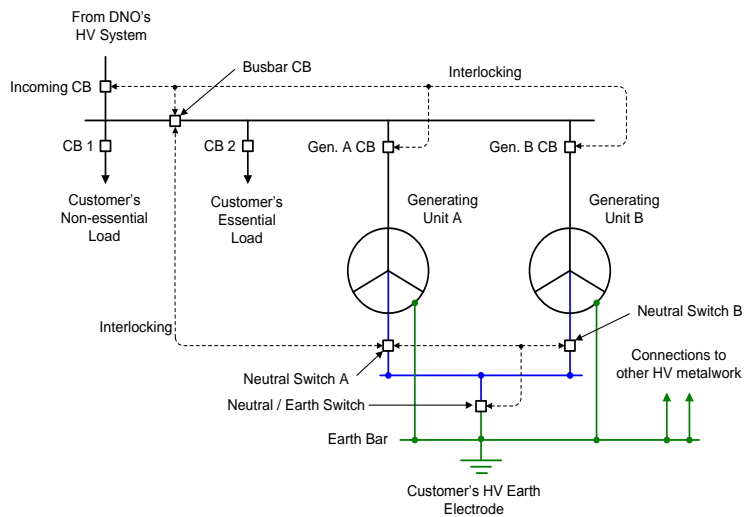 From DNO's
HV System
Busbar CB
Incoming CB
Interlocking
CB 1
CB 2
Gen. A CB
Gen. B CB
Customer's
Non-essential
Load
Customer's
Essential
Load
Generating
Unit A
Generating
Unit B
Neutral Switch B
Interlocking
Connections to
other HV metalwork
Neutral Switch A
Neutral / Earth Switch
Earth Bar
Customer's HV Earth
Electrode